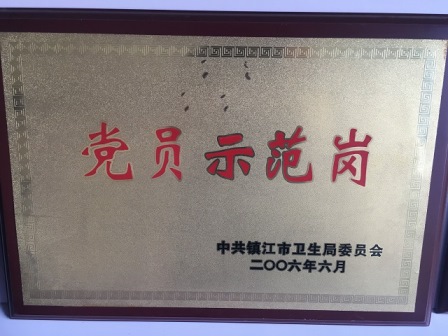 党员示范岗
中共镇江市卫生局委员会
二〇〇六年六月